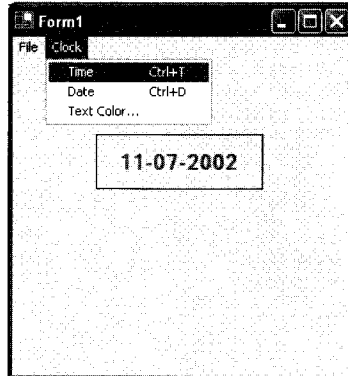 Form1
File Clock
Time Ctrl+T
Date Ctrl+D
Text Color...
11-07-2002